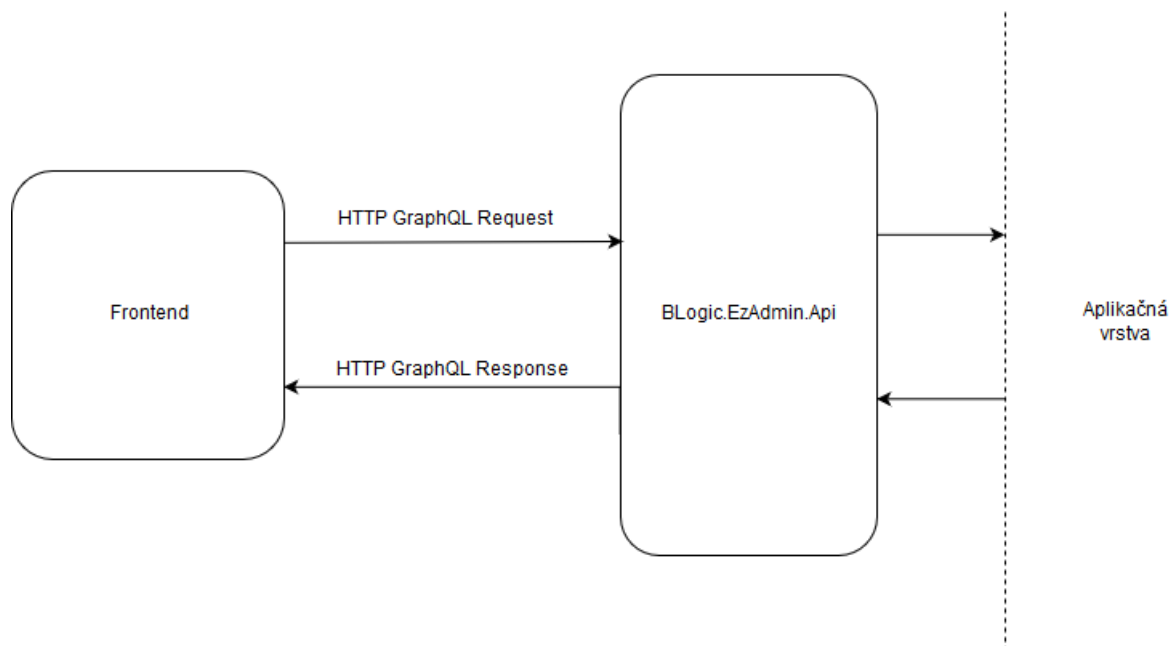 HTTP GraphQL Request
Frontend
BLogic.EzAdmin.Api
Aplikačná
vrstva
HTTP GraphQL Response